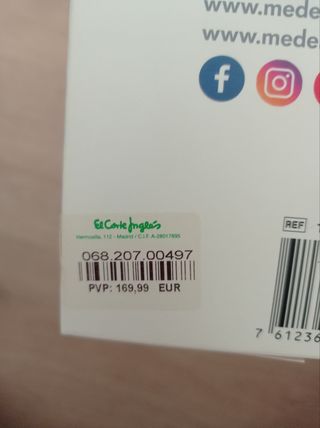 www.mede
www.mede
El Corte Inglés
Hermosilla, 112 - Madrid / C.I.F. A-28017895
068.207.00497
PVP: 169,99 EUR
REF
7 61236